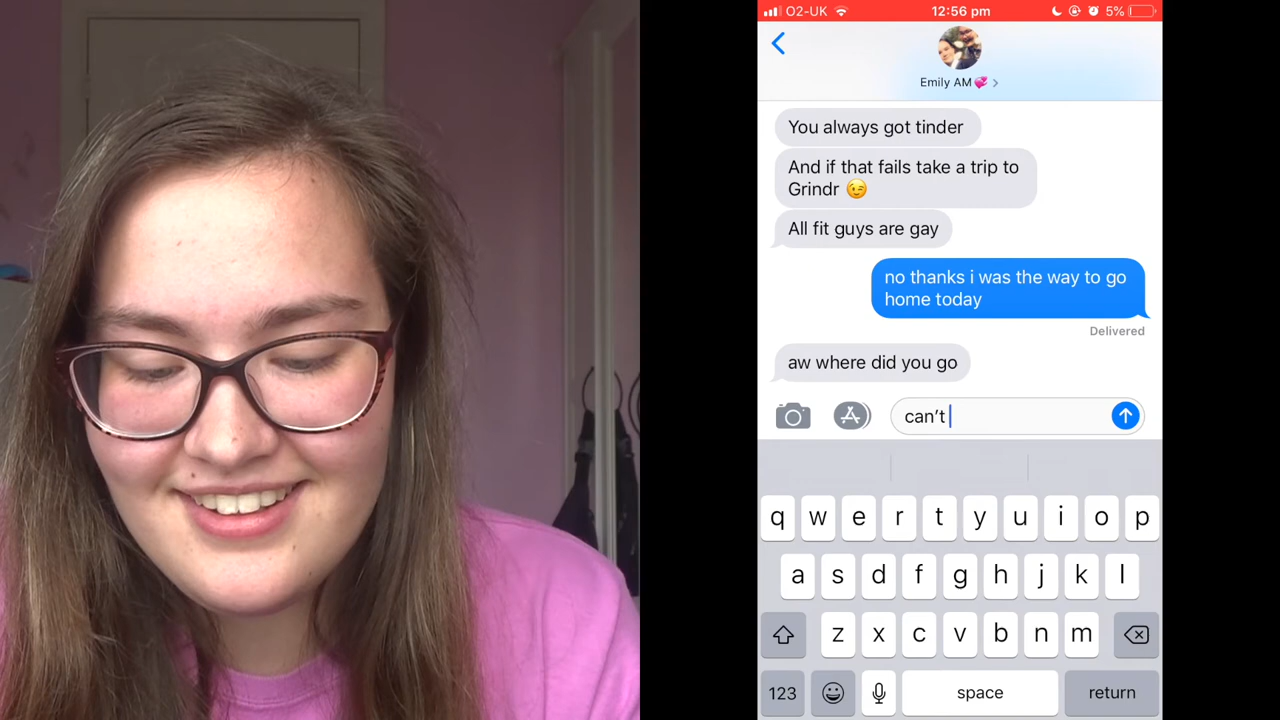 O2-UK 12:56 pm 5%
Emily AM
You always got tinder
And if that fails take a trip to
Grindr 😉
All fit guys are gay
no thanks i was the way to go
home today
Delivered
aw where did you go
can't
q w e r t y u i o p
a s d f g h j k l
z x c v b n m
123 space return